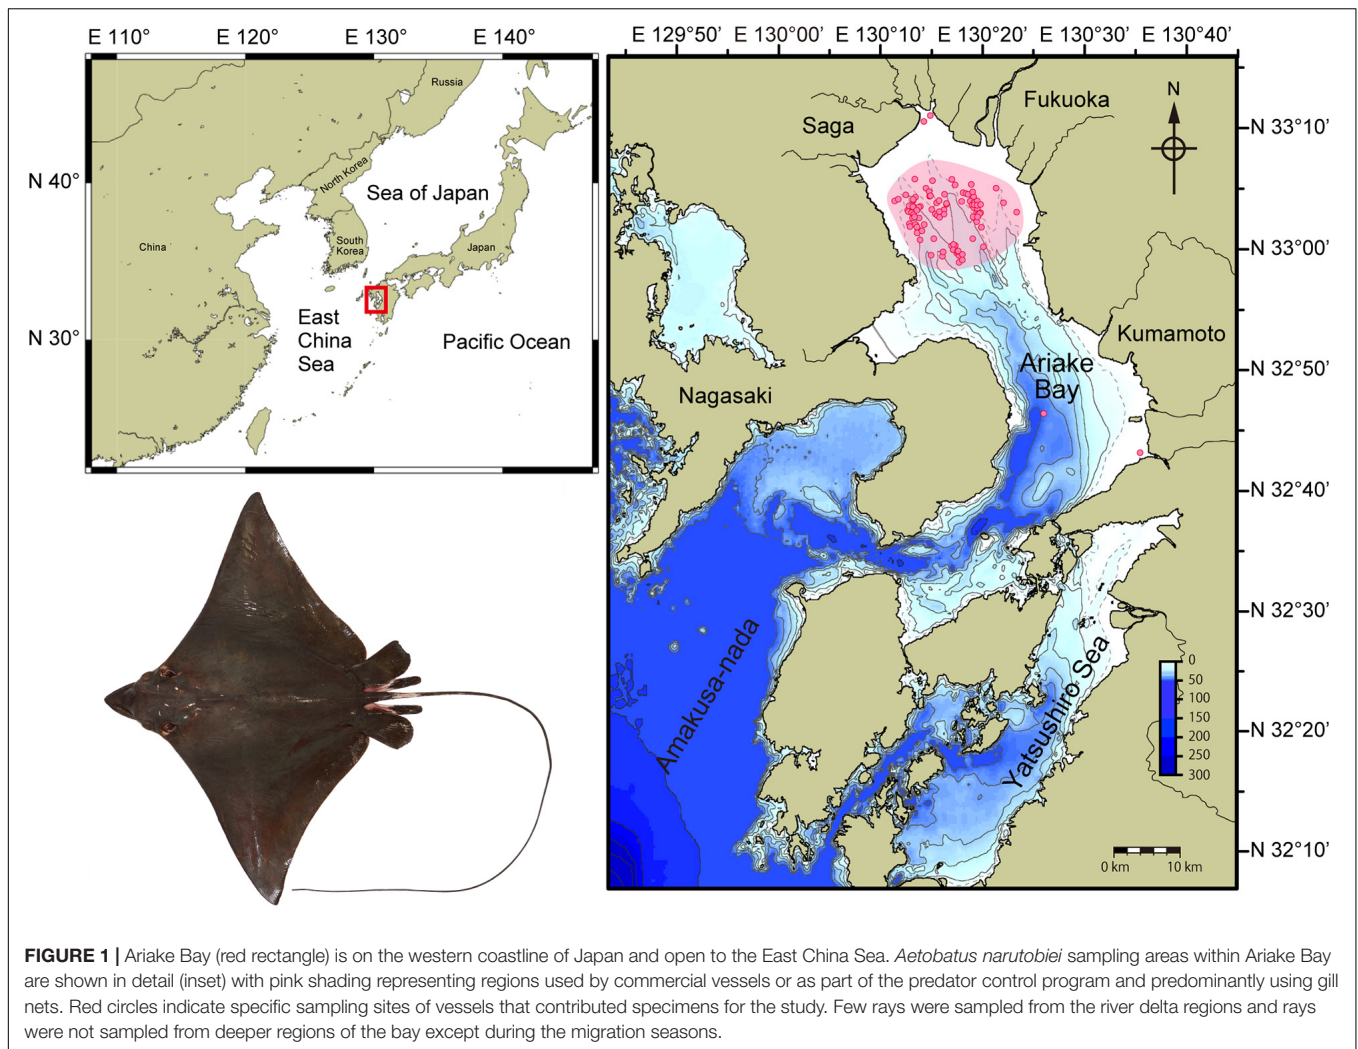 E 110° E 120° E 130° E 140°
N 40°
N 30°
Russia
North Korea
Sea of Japan
China
South
Korea
Japan
East
China
Sea
Pacific Ocean
E 129°50' E 130°00' E 130°10' E 130°20' E 130°30' E 130°40'
N 33°10'
N 33°00'
N 32°50'
N 32°40'
N 32°30'
N 32°20'
N 32°10'
N
Fukuoka
Saga
Kumamoto
Ariake
Bay
Nagasaki
Amakusa-nada
Yatsushiro Sea
0
50
100
150
200
250
300
0 km 10 km
FIGURE 1 | Ariake Bay (red rectangle) is on the western coastline of Japan and open to the East China Sea. Aetobatus narutobiei sampling areas within Ariake Bay
are shown in detail (inset) with pink shading representing regions used by commercial vessels or as part of the predator control program and predominantly using gill
nets. Red circles indicate specific sampling sites of vessels that contributed specimens for the study. Few rays were sampled from the river delta regions and rays
were not sampled from deeper regions of the bay except during the migration seasons.